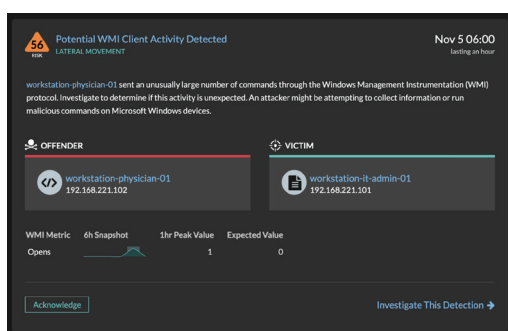 56
RISK
Potential WMI Client Activity Detected
LATERAL MOVEMENT
Nov 5 06:00
lasting an hour
workstation-physician-01 sent an unusually large number of commands through the Windows Management Instrumentation (WMI)
protocol. Investigate to determine if this activity is unexpected. An attacker might be attempting to collect information or run
malicious commands on Microsoft Windows devices.
OFFENDER
VICTIM
workstation-physician-01
192.168.221.102
workstation-it-admin-01
192.168.221.101
WMI Metric 6h Snapshot 1hr Peak Value Expected Value
Opens 1 0
Acknowledge
Investigate This Detection →